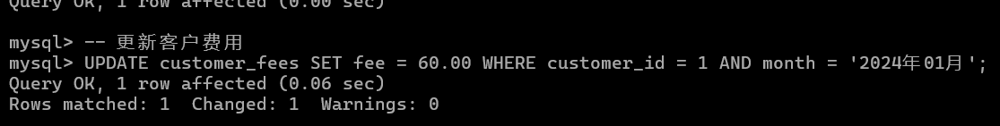 Query OK, 1 row affected (0.00 sec)
mysql> -- 更新客户费用
mysql> UPDATE customer_fees SET fee = 60.00 WHERE customer_id = 1 AND month = '2024年01月';
Query OK, 1 row affected (0.06 sec)
Rows matched: 1  Changed: 1  Warnings: 0